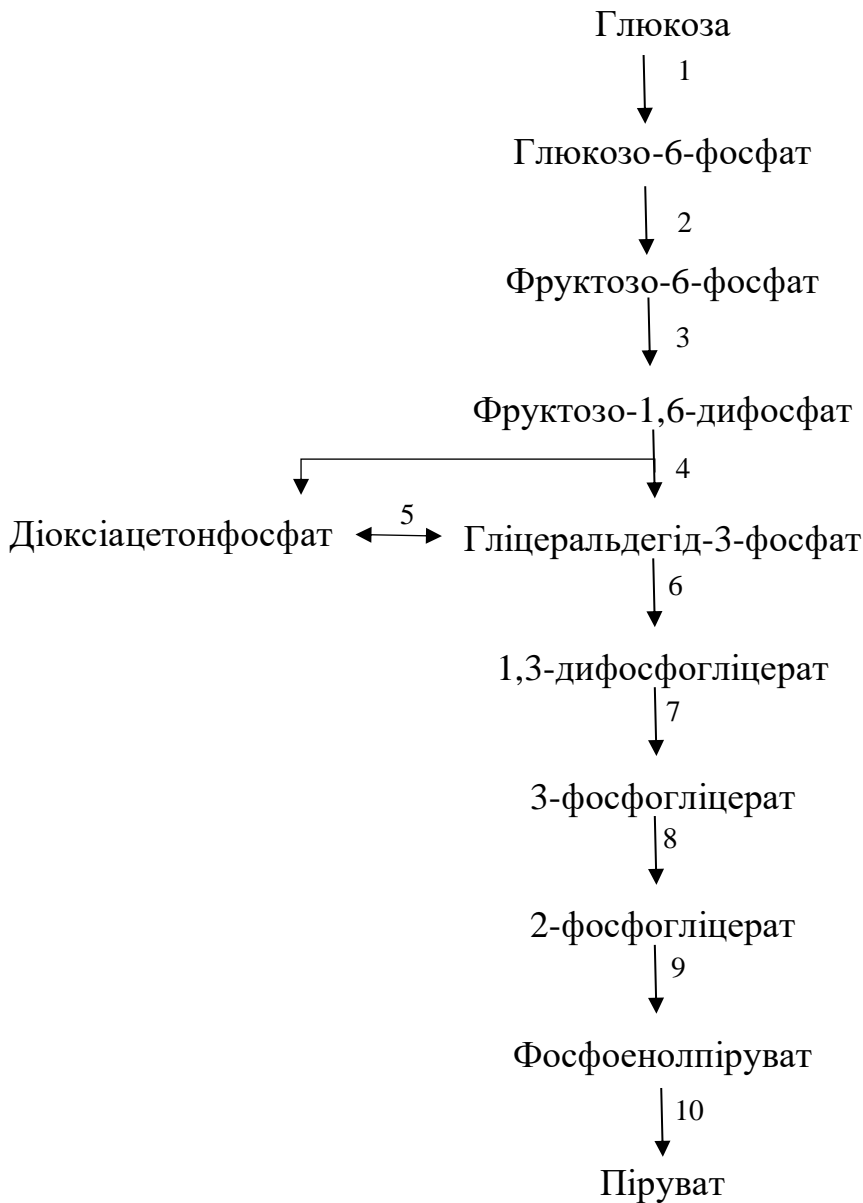 Глюкоза
1
Глюкозо-6-фосфат
2
Фруктозо-6-фосфат
3
Фруктозо-1,6-дифосфат
4
Діоксіацетонфосфат 5 Гліцеральдегід-3-фосфат
6
1,3-дифосфогліцерат
7
3-фосфогліцерат
8
2-фосфогліцерат
9
Фосфоенолпіруват
10
Піруват